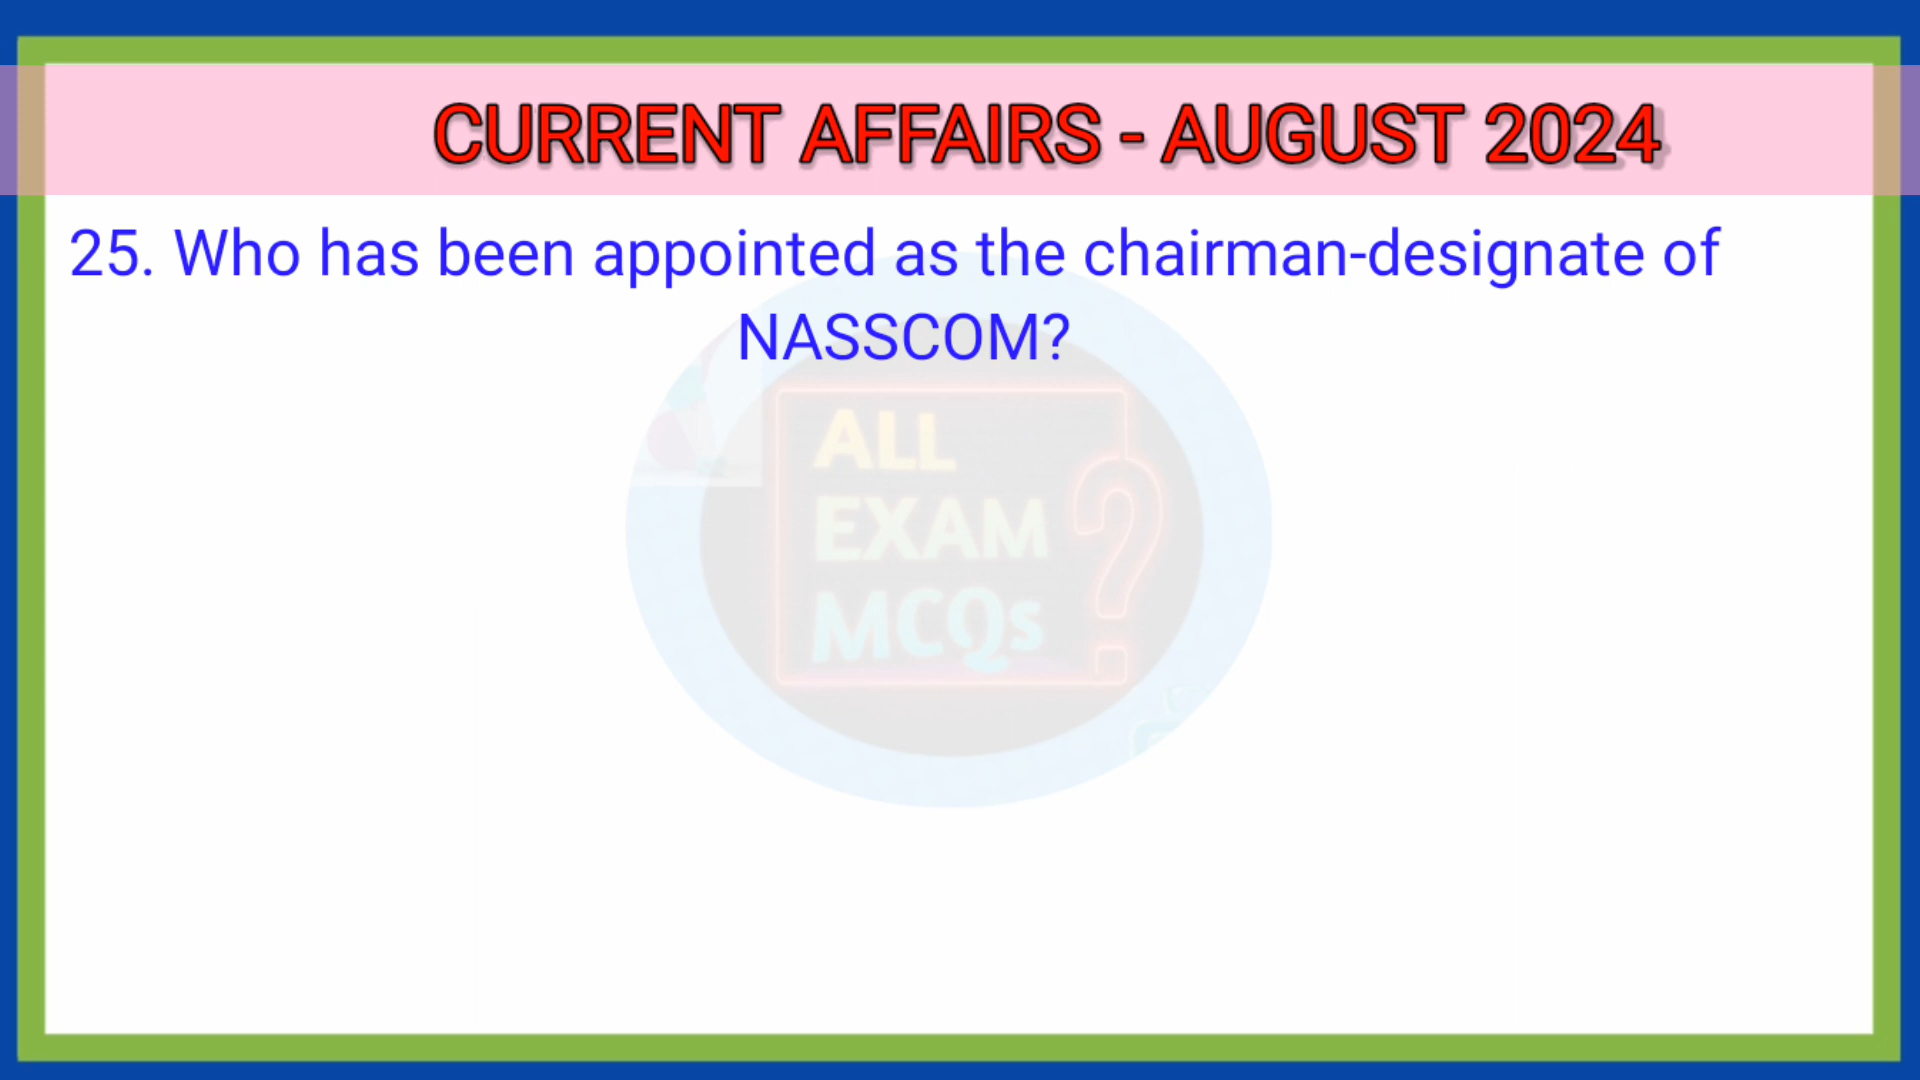 CURRENT AFFAIRS - AUGUST 2024
25. Who has been appointed as the chairman-designate of
NASSCOM?
ALL
EXAM
MCQs
?